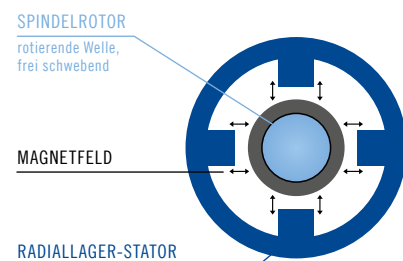 SPINDELROTOR
rotierende Welle,
frei schwebend
MAGNETFELD
RADIALLAGER-STATOR